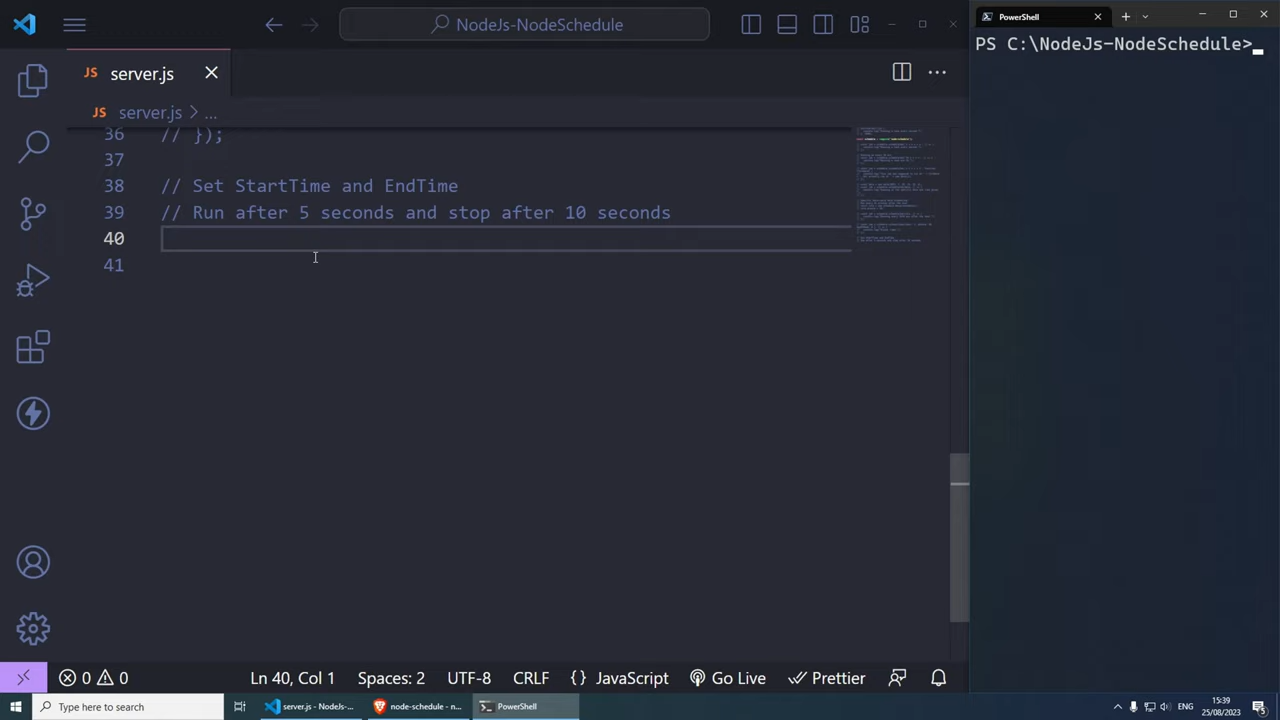 NodeJs-NodeSchedule
PowerShell
JS server.js
JS server.js > ...
PS C:\NodeJs-NodeSchedule>
36 // });
37
38 // Set StartTime and EndTime
39 // Run after 5 seconds and stop after 10 seconds
40
41
0 0 Ln 40, Col 1 Spaces: 2 UTF-8 CRLF {} JavaScript Go Live Prettier
Type here to search
server.js - NodeJs-...
node-schedule - n...
PowerShell
ENG
15:39
25/08/2023
5